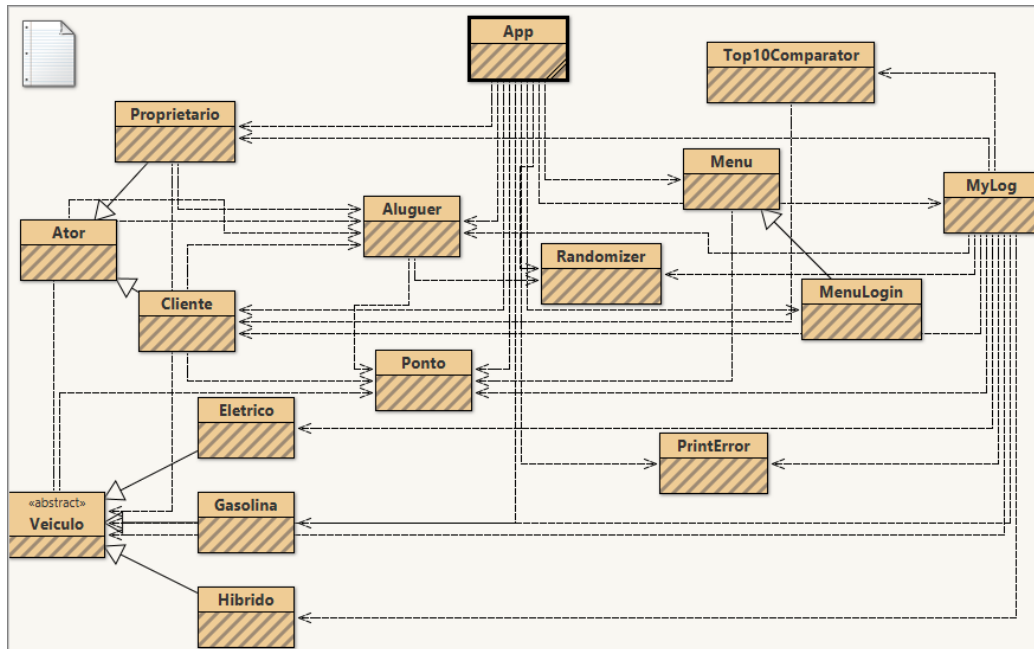 App
Top10Comparator
Proprietario
Menu
MyLog
Aluguer
Ator
Randomizer
Cliente
MenuLogin
Ponto
Eletrico
PrintError
«abstract»
Veiculo
Gasolina
Hibrido